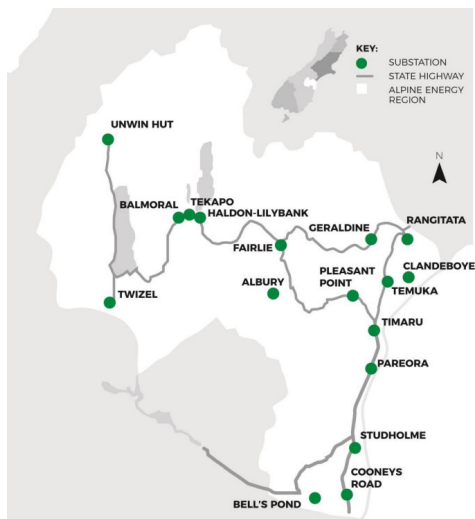 KEY:
SUBSTATION
STATE HIGHWAY
ALPINE ENERGY
REGION
N
UNWIN HUT
BALMORAL
TEKAPO
HALDON-LILYBANK
GERALDINE
RANGITATA
FAIRLIE
CLANDEBOYE
ALBURY
PLEASANT
POINT
TEMUKA
TWIZEL
TIMARU
PAREORA
STUDHOLME
COONEYS
ROAD
BELL'S POND